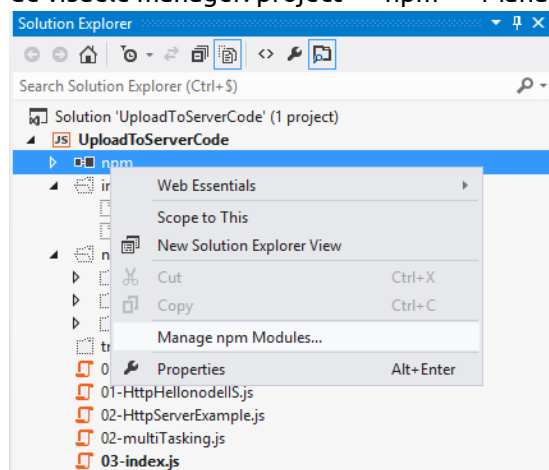 Solution Explorer
Search Solution Explorer (Ctrl+$)
Solution 'UploadToServerCode' (1 project)
JS UploadToServerCode
npm
Web Essentials
Scope to This
New Solution Explorer View
Cut Ctrl+X
Copy Ctrl+C
Manage npm Modules...
Properties Alt+Enter
01-HttpHellonodeIIS.js
02-HttpServerExample.js
02-multiTasking.js
03-index.js